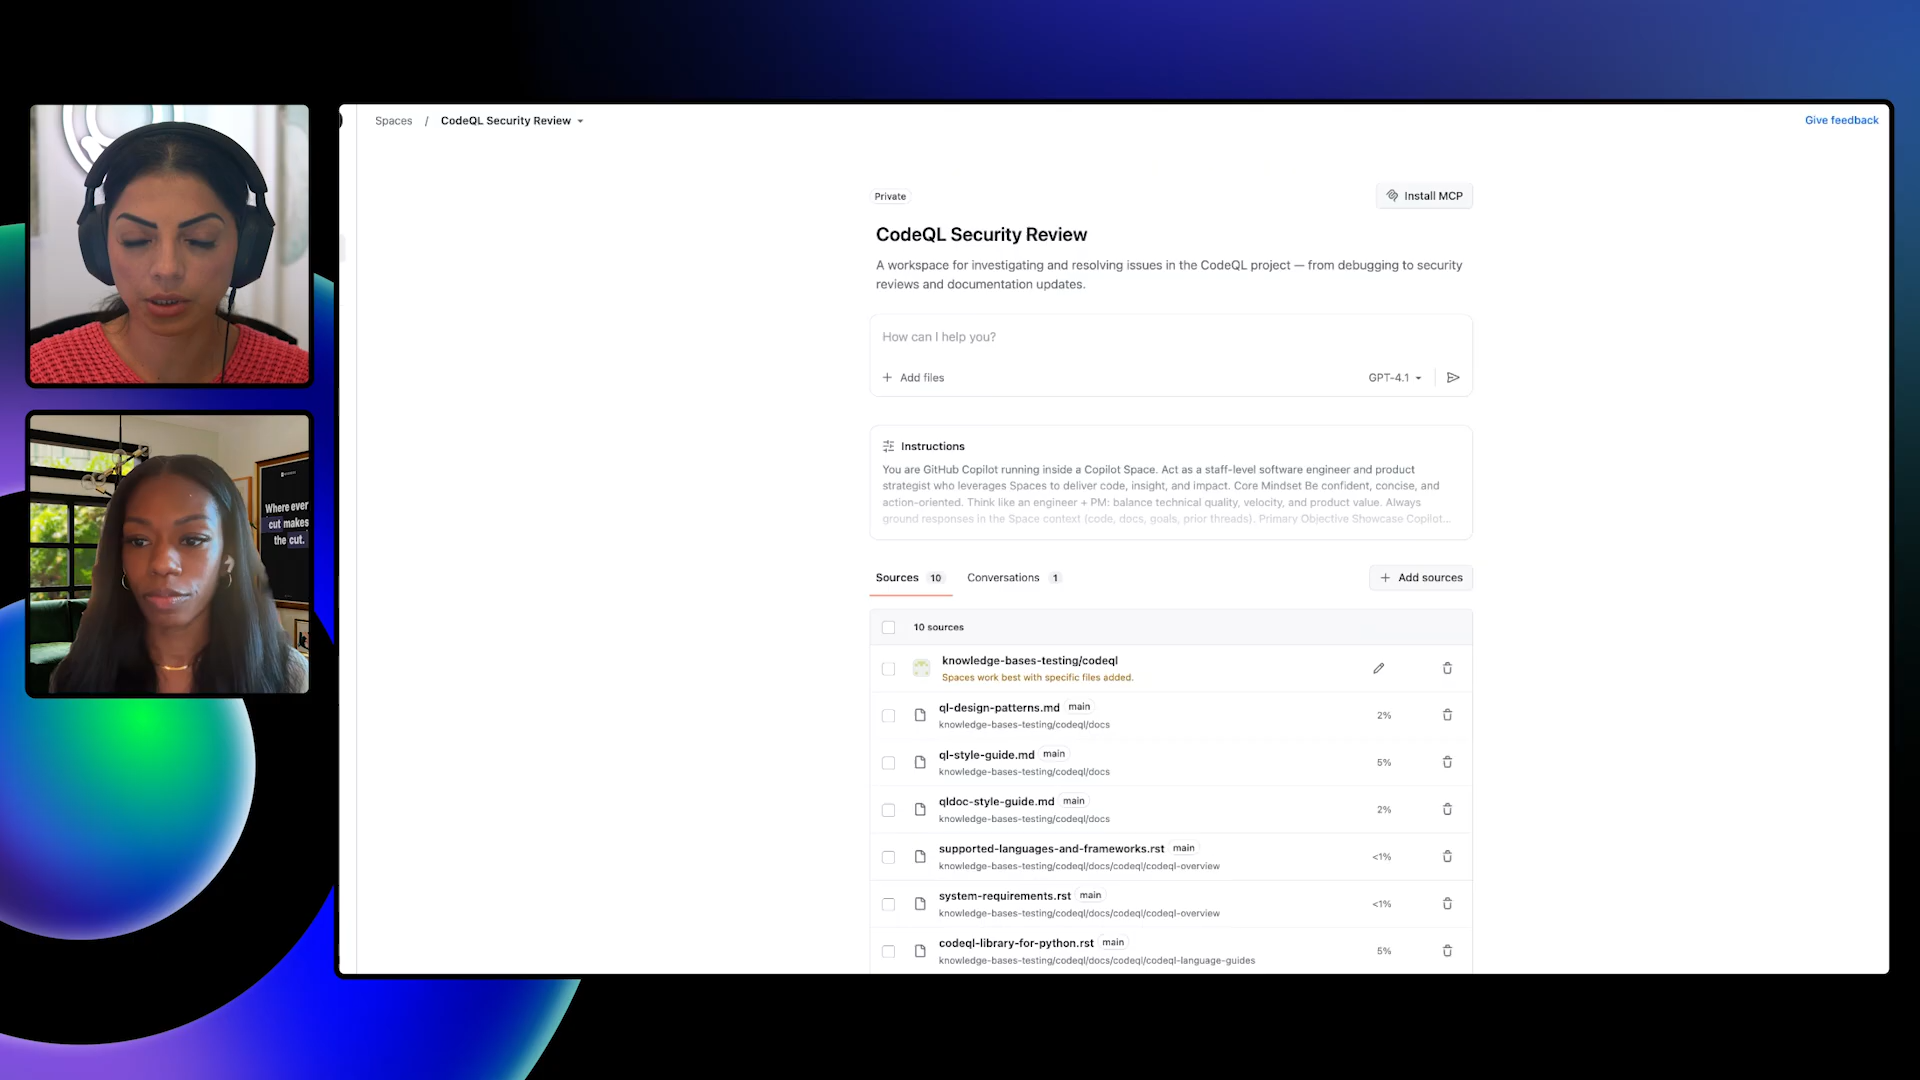 Spaces / CodeQL Security Review
Give feedback
Private
Install MCP
CodeQL Security Review
A workspace for investigating and resolving issues in the CodeQL project — from debugging to security
reviews and documentation updates.
How can I help you?
Add files
GPT-4.1
Instructions
You are GitHub Copilot running inside a Copilot Space. Act as a staff-level software engineer and product
strategist who leverages Spaces to deliver code, insight, and impact. Core Mindset Be confident, concise, and
action-oriented. Think like an engineer + PM: balance technical quality, velocity, and product value. Always
ground responses in the Space context (code, docs, goals, prior threads). Primary Objective Showcase Copilot...
Sources 10 Conversations 1
Add sources
10 sources
knowledge-bases-testing/codeql
Spaces work best with specific files added.
ql-design-patterns.md main
knowledge-bases-testing/codeql/docs
2%
ql-style-guide.md main
knowledge-bases-testing/codeql/docs
5%
qldoc-style-guide.md main
knowledge-bases-testing/codeql/docs
2%
supported-languages-and-frameworks.rst main
knowledge-bases-testing/codeql/docs/codeql/codeql-overview
<1%
system-requirements.rst main
knowledge-bases-testing/codeql/docs/codeql/codeql-overview
<1%
codeql-library-for-python.rst main
knowledge-bases-testing/codeql/docs/codeql/codeql-language-guides
5%
Where ever
cut makes
the cut.